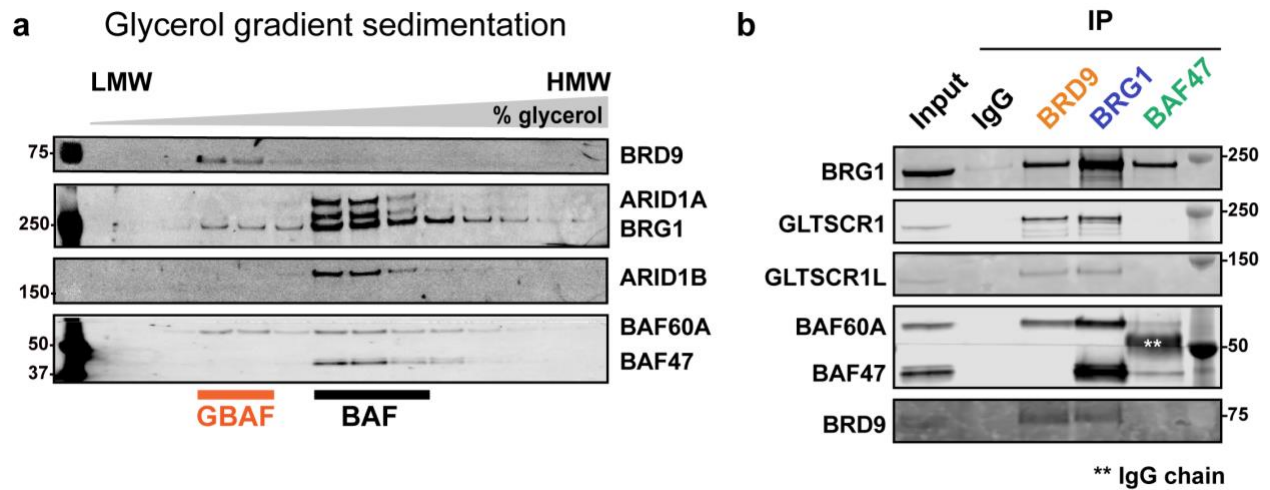 a Glycerol gradient sedimentation
LMW HMW
% glycerol
75- BRD9
ARID1A
250- BRG1
ARID1B
150-
BAF60A
50-
BAF47
37-
GBAF BAF
b
IP
Input IgG BRD9 BRG1 BAF47
BRG1 -250
GLTSCR1 -250
GLTSCR1L -150
BAF60A
** -50
BAF47
BRD9 -75
** IgG chain